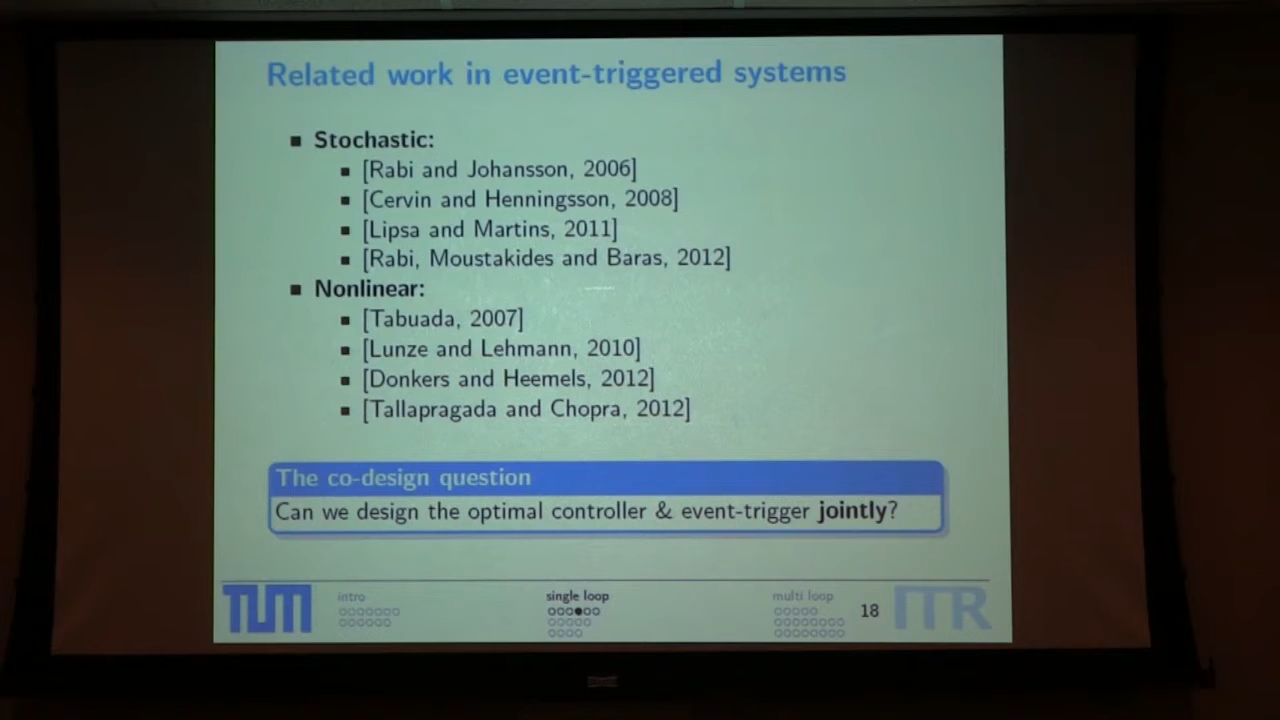 Related work in event-triggered systems
Stochastic:
[Rabi and Johansson, 2006]
[Cervin and Henningsson, 2008]
[Lipsa and Martins, 2011]
[Rabi, Moustakides and Baras, 2012]
Nonlinear:
[Tabuada, 2007]
[Lunze and Lehmann, 2010]
[Donkers and Heemels, 2012]
[Tallapragada and Chopra, 2012]
The co-design question
Can we design the optimal controller & event-trigger jointly?
TUM
intro
single loop
multi loop
18
ITR